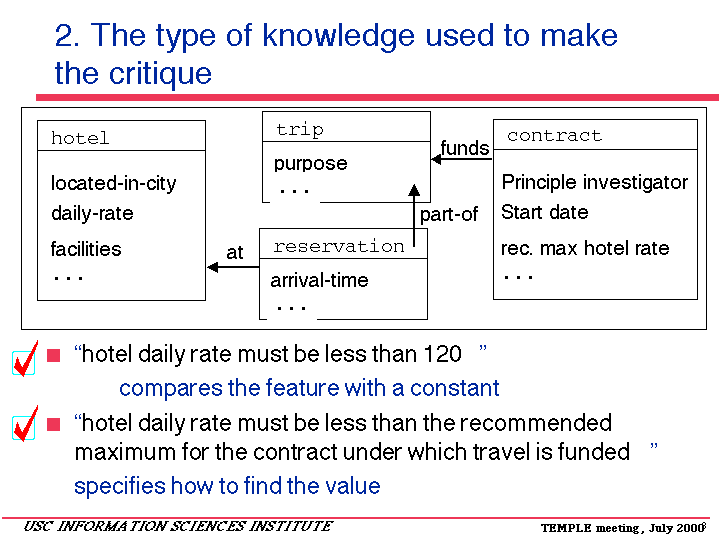 2. The type of knowledge used to make
the critique
hotel
located-in-city
daily-rate
facilities
...
trip
purpose
...
funds
contract
Principle investigator
Start date
rec. max hotel rate
...
part-of
at
reservation
arrival-time
...
“hotel daily rate must be less than 120 ”
compares the feature with a constant
“hotel daily rate must be less than the recommended
maximum for the contract under which travel is funded ”
specifies how to find the value
USC INFORMATION SCIENCES INSTITUTE
TEMPLE meeting, July 2000